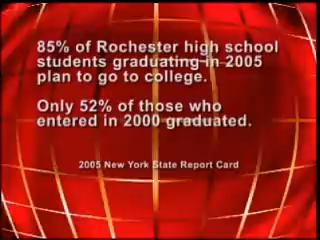 85% of Rochester high school
students graduating in 2005
plan to go to college.
Only 52% of those who
entered in 2000 graduated.
2005 New York State Report Card